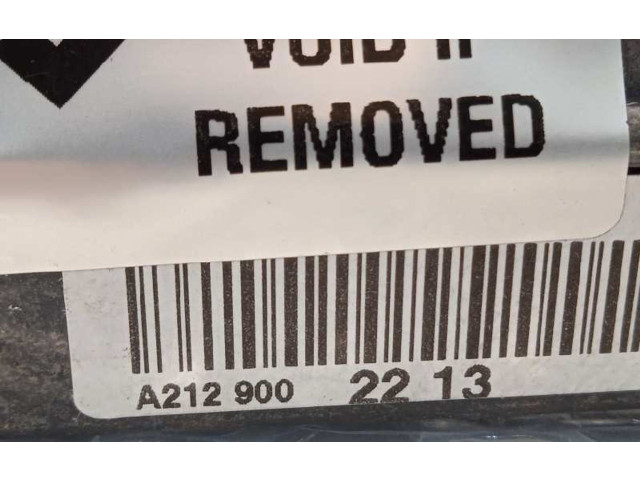 VOID IF
REMOVED
A212 900 22 13